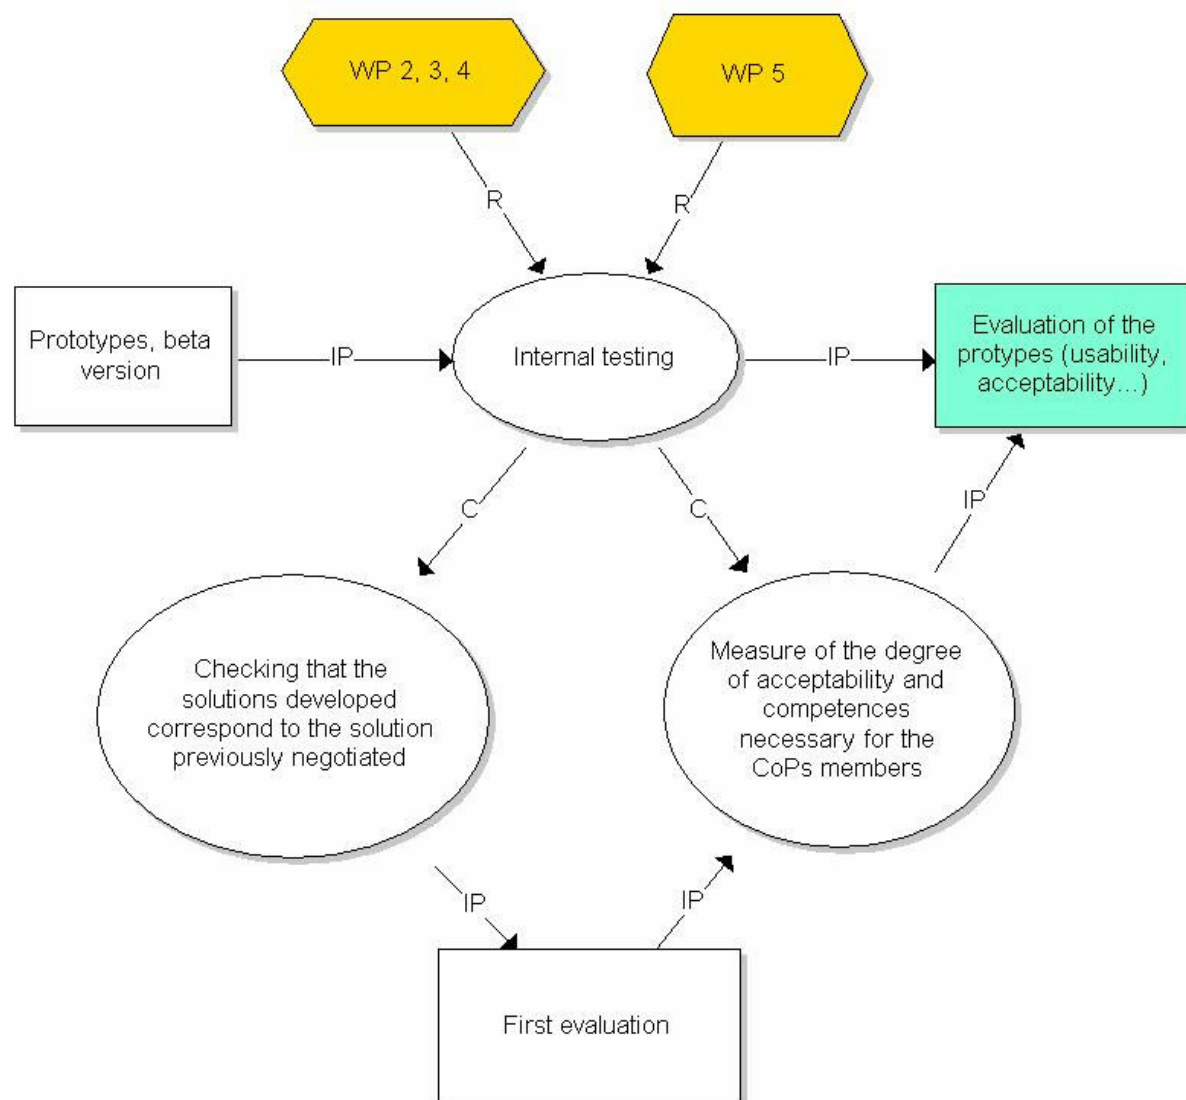 WP 2, 3, 4
WP 5
R
R
Prototypes, beta
version
IP
Internal testing
IP
Evaluation of the
protypes (usability,
acceptability…)
C
C
IP
Checking that the
solutions developed
correspond to the solution
previously negotiated
Measure of the degree
of acceptability and
competences
necessary for the
CoPs members
IP
IP
First evaluation